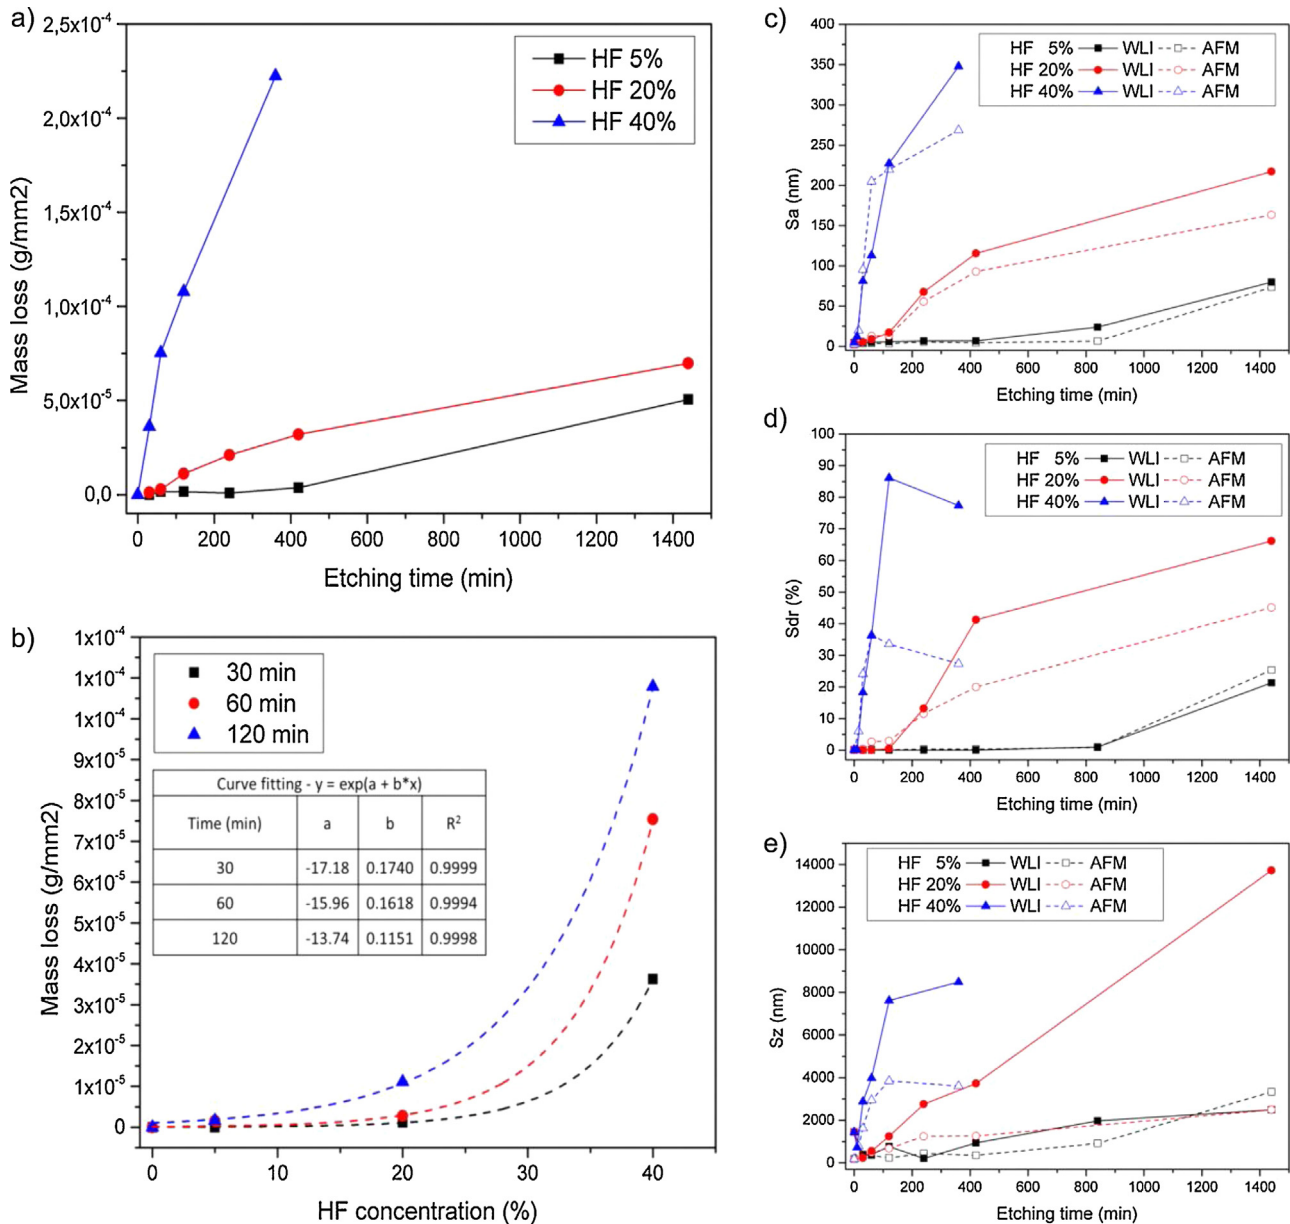 a)
2,5x10⁻⁴
2,0x10⁻⁴
1,5x10⁻⁴
1,0x10⁻⁴
5,0x10⁻⁵
0,0
Mass loss (g/mm2)
HF 5%
HF 20%
HF 40%
0 200 400 600 800 1000 1200 1400
Etching time (min)
b)
1x10⁻⁴
1x10⁻⁴
1x10⁻⁴
9x10⁻⁵
8x10⁻⁵
7x10⁻⁵
6x10⁻⁵
5x10⁻⁵
4x10⁻⁵
3x10⁻⁵
2x10⁻⁵
1x10⁻⁵
0
Mass loss (g/mm2)
30 min
60 min
120 min
Curve fitting - y = exp(a + b*x)
Time (min) a b R²
30 -17.18 0.1740 0.9999
60 -15.96 0.1618 0.9994
120 -13.74 0.1151 0.9998
0 10 20 30 40
HF concentration (%)
c)
400
350
300
250
200
150
100
50
0
Sa (nm)
HF 5% WLI AFM
HF 20% WLI AFM
HF 40% WLI AFM
0 200 400 600 800 1000 1200 1400
Etching time (min)
d)
100
90
80
70
60
50
40
30
20
10
0
Sdr (%)
HF 5% WLI AFM
HF 20% WLI AFM
HF 40% WLI AFM
0 200 400 600 800 1000 1200 1400
Etching time (min)
e)
14000
12000
10000
8000
6000
4000
2000
0
Sz (nm)
HF 5% WLI AFM
HF 20% WLI AFM
HF 40% WLI AFM
0 200 400 600 800 1000 1200 1400
Etching time (min)